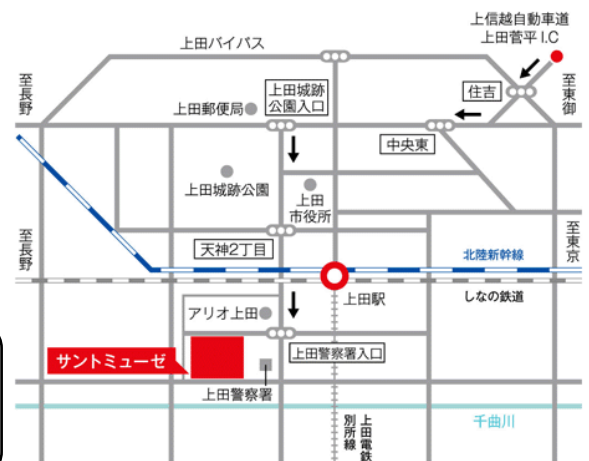 上信越自動車道
上田菅平 I.C
上田バイパス
至長野
上田城跡
公園入口
住吉
至東御
上田郵便局
中央東
上田城跡公園
上田
市役所
天神2丁目
至長野
北陸新幹線
至東京
上田駅
しなの鉄道
アリオ上田
上田警察署入口
サントミューゼ
上田警察署
上田電鉄
別所線
千曲川